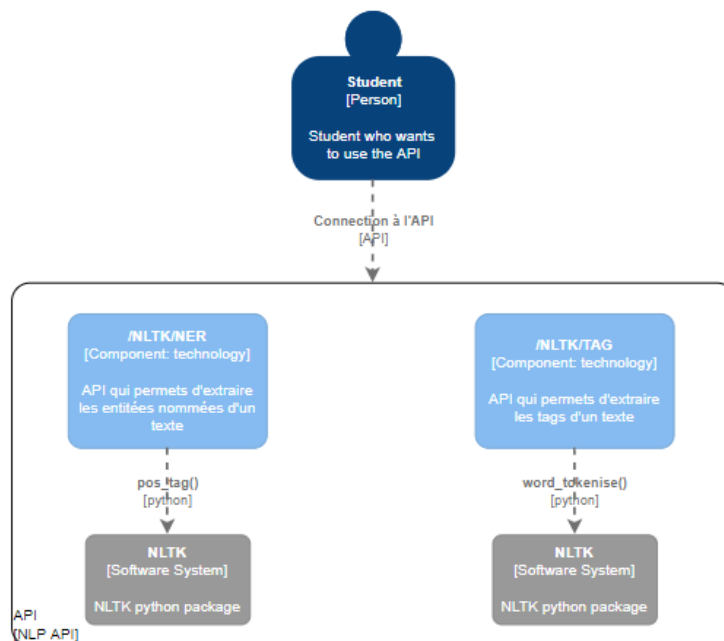 Student
[Person]
Student who wants
to use the API
Connection à l'API
[API]
/NLTK/NER
[Component: technology]
API qui permets d'extraire
les entitées nommées d'un
texte
/NLTK/TAG
[Component: technology]
API qui permets d'extraire
les tags d'un texte
pos_tag()
[python]
word_tokenise()
[python]
NLTK
[Software System]
NLTK python package
NLTK
[Software System]
NLTK python package
API
[NLP API]